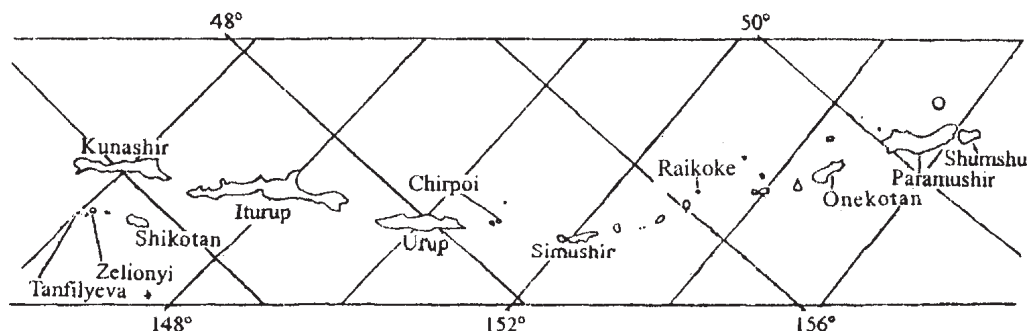 48°
50°
Kunashir
Iturup
Chirpoi
Raikoke
Shumshu
Paramushir
Onekotan
Shikotan
Urup
Simushir
Zelionyi
Tanfilyeva
148°
152°
156°